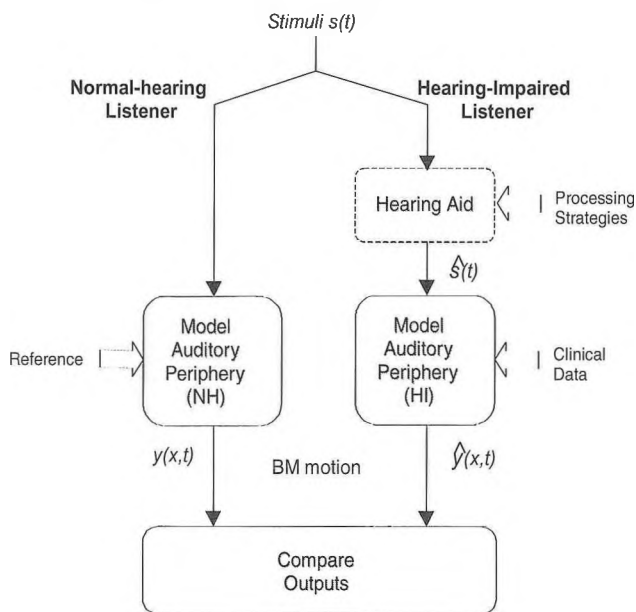 Stimuli s(t)
Normal-hearing
Listener
Hearing-Impaired
Listener
Hearing Aid
Processing
Strategies
ŝ(t)
Model
Auditory
Periphery
(NH)
Reference
Model
Auditory
Periphery
(HI)
Clinical
Data
y(x,t)
BM motion
ŷ(x,t)
Compare
Outputs